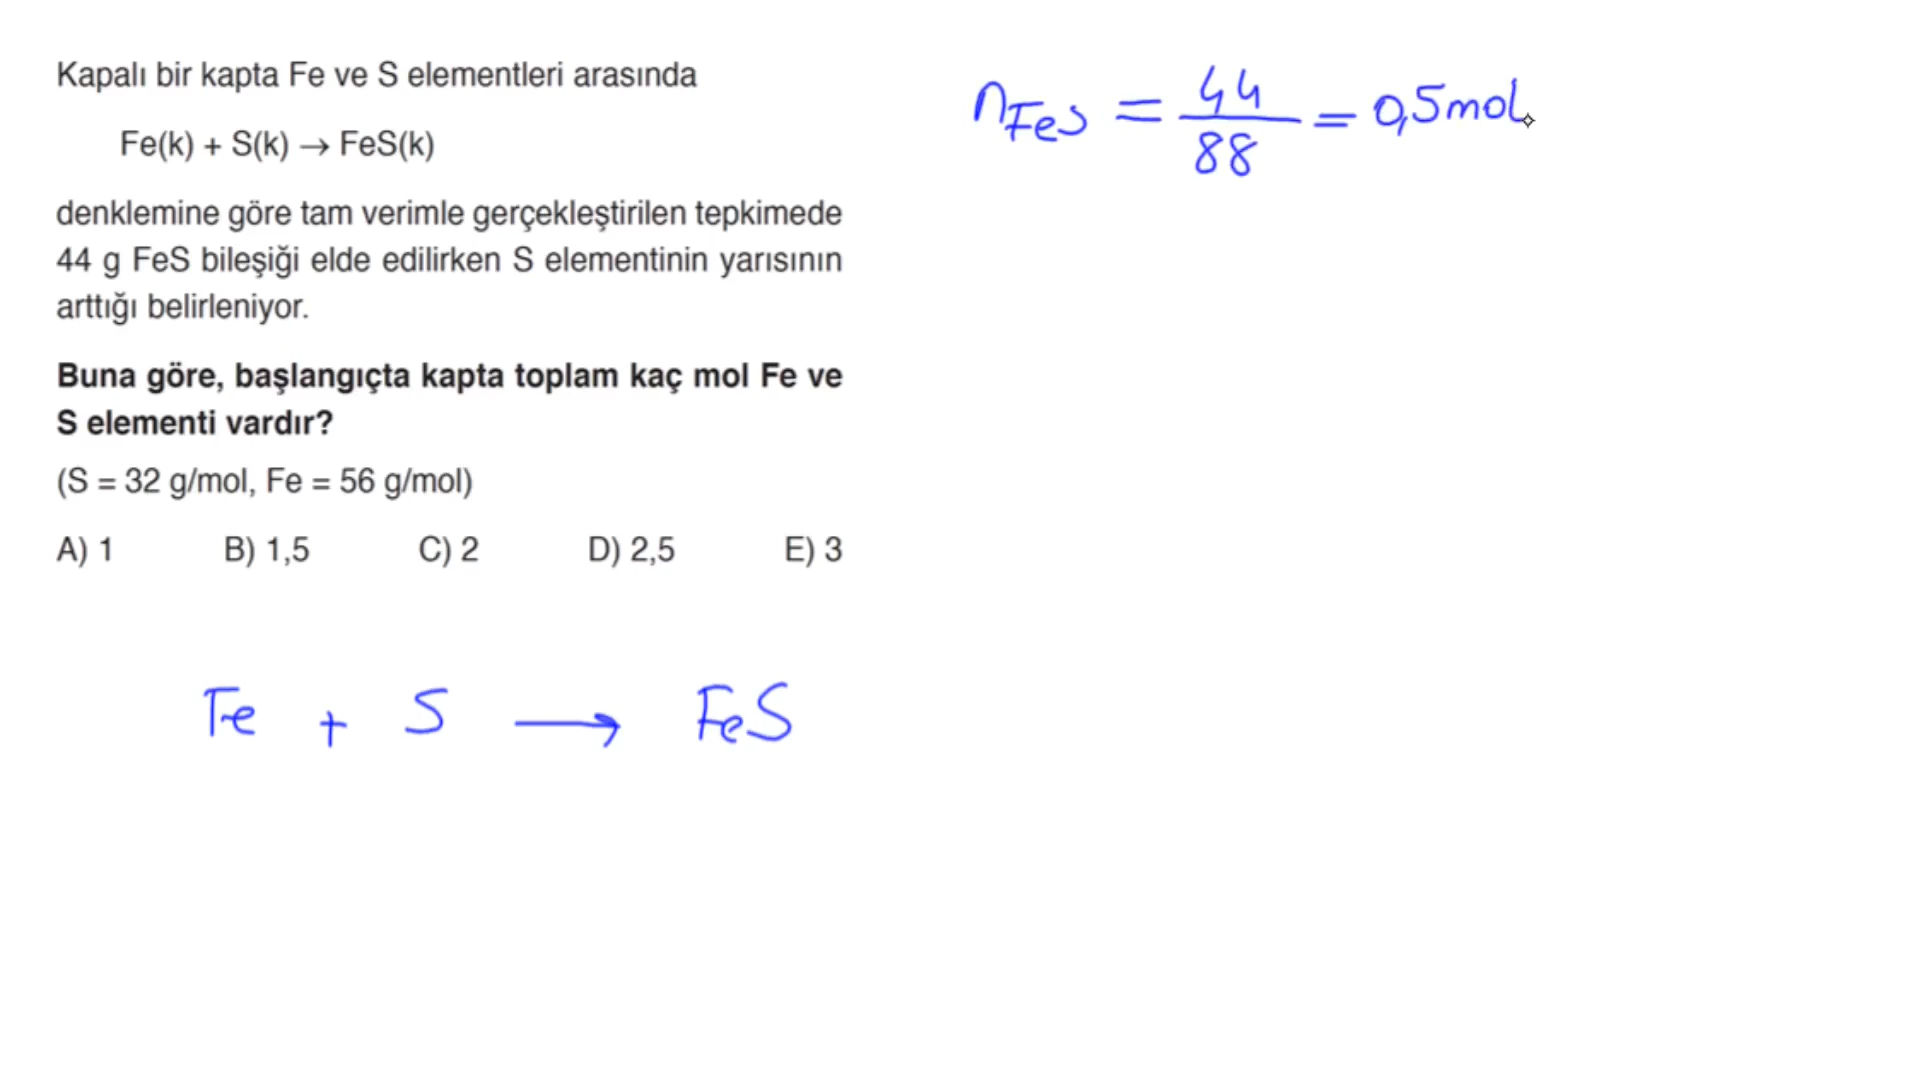 Kapalı bir kapta Fe ve S elementleri arasında
Fe(k) + S(k) → FeS(k)
denklemine göre tam verimle gerçekleştirilen tepkimede
44 g FeS bileşiği elde edilirken S elementinin yarısının
arttığı belirleniyor.
Buna göre, başlangıçta kapta toplam kaç mol Fe ve
S elementi vardır?
(S = 32 g/mol, Fe = 56 g/mol)
A) 1 B) 1,5 C) 2 D) 2,5 E) 3
Fe + S → FeS
nFeS = 44/88 = 0,5mol